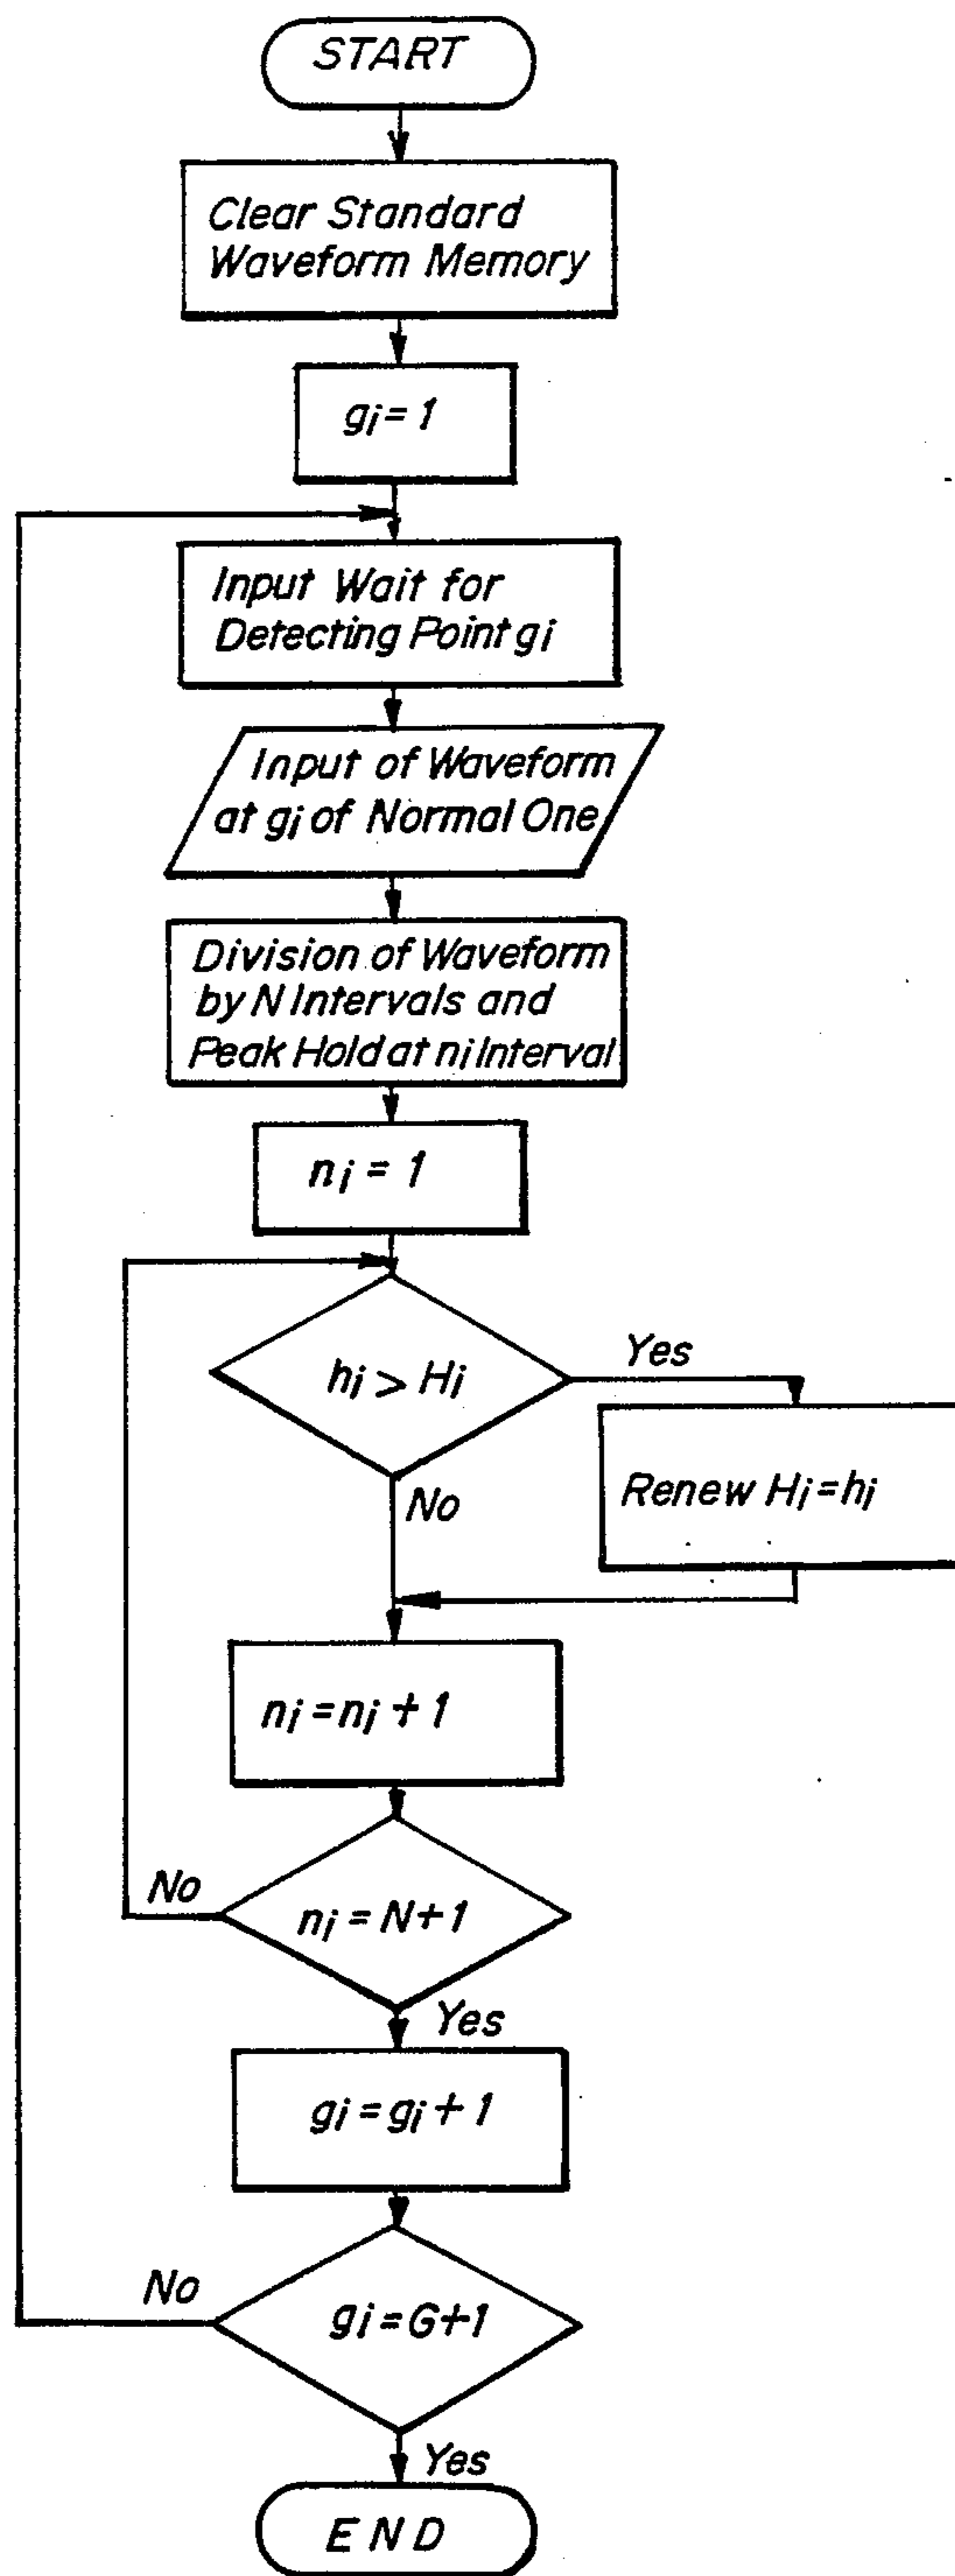 START
Clear Standard
Waveform Memory
gi = 1
Input Wait for
Detecting Point gi
Input of Waveform
at gi of Normal One
Division of Waveform
by N Intervals and
Peak Hold at ni Interval
ni = 1
hi > Hi
Yes
No
Renew Hi = hi
ni = ni + 1
No
ni = N+1
Yes
gi = gi + 1
No
gi = G+1
Yes
END